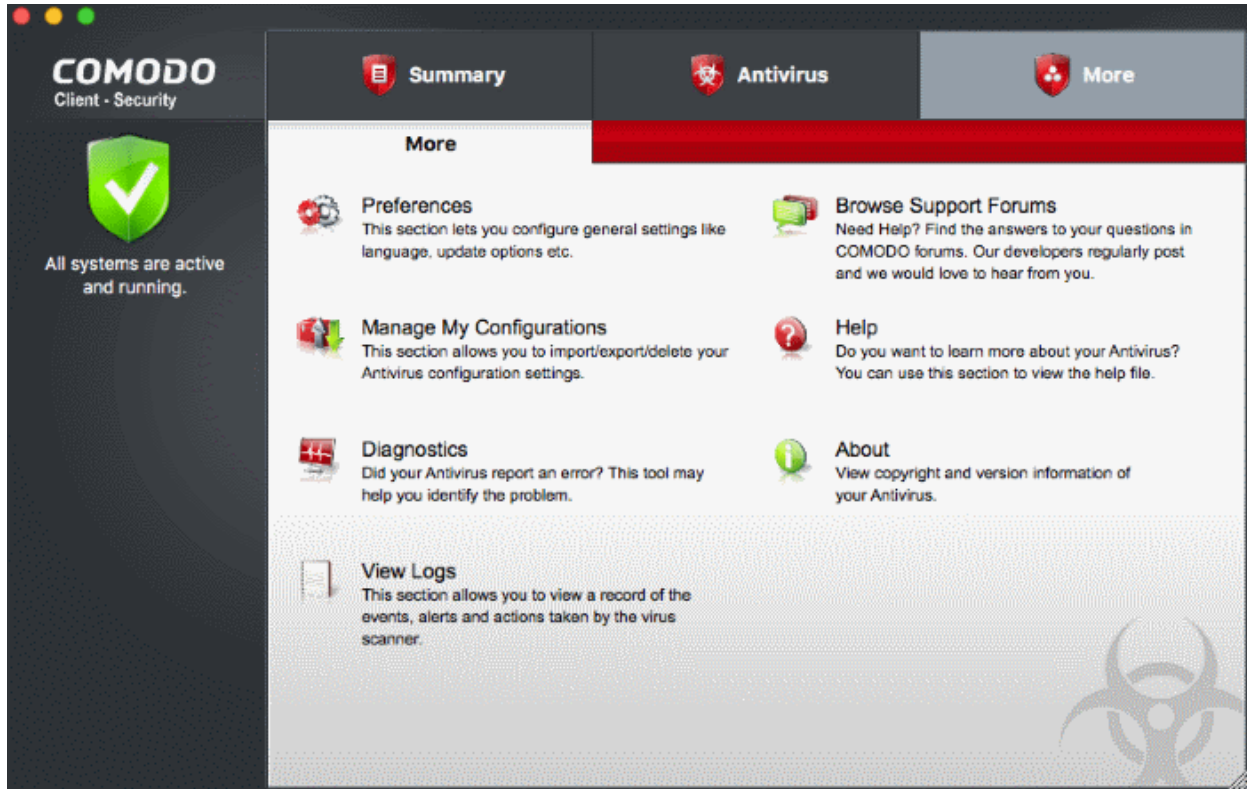 COMODO
Client - Security
Summary
Antivirus
More
All systems are active
and running.
More
Preferences
This section lets you configure general settings like
language, update options etc.
Manage My Configurations
This section allows you to import/export/delete your
Antivirus configuration settings.
Diagnostics
Did your Antivirus report an error? This tool may
help you identify the problem.
View Logs
This section allows you to view a record of the
events, alerts and actions taken by the virus
scanner.
Browse Support Forums
Need Help? Find the answers to your questions in
COMODO forums. Our developers regularly post
and we would love to hear from you.
Help
Do you want to learn more about your Antivirus?
You can use this section to view the help file.
About
View copyright and version information of
your Antivirus.